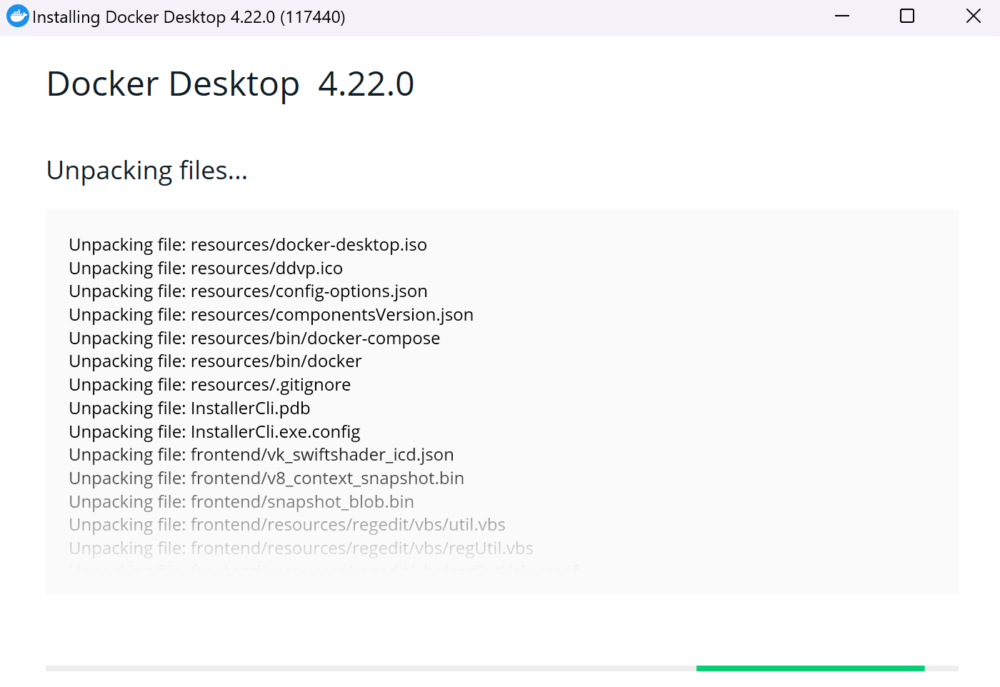 Installing Docker Desktop 4.22.0 (117440)
Docker Desktop 4.22.0
Unpacking files...
Unpacking file: resources/docker-desktop.iso
Unpacking file: resources/ddvp.ico
Unpacking file: resources/config-options.json
Unpacking file: resources/componentsVersion.json
Unpacking file: resources/bin/docker-compose
Unpacking file: resources/bin/docker
Unpacking file: resources/.gitignore
Unpacking file: InstallerCli.pdb
Unpacking file: InstallerCli.exe.config
Unpacking file: frontend/vk_swiftshader_icd.json
Unpacking file: frontend/v8_context_snapshot.bin
Unpacking file: frontend/snapshot_blob.bin
Unpacking file: frontend/resources/regedit/vbs/util.vbs
Unpacking file: frontend/resources/regedit/vbs/regUtil.vbs